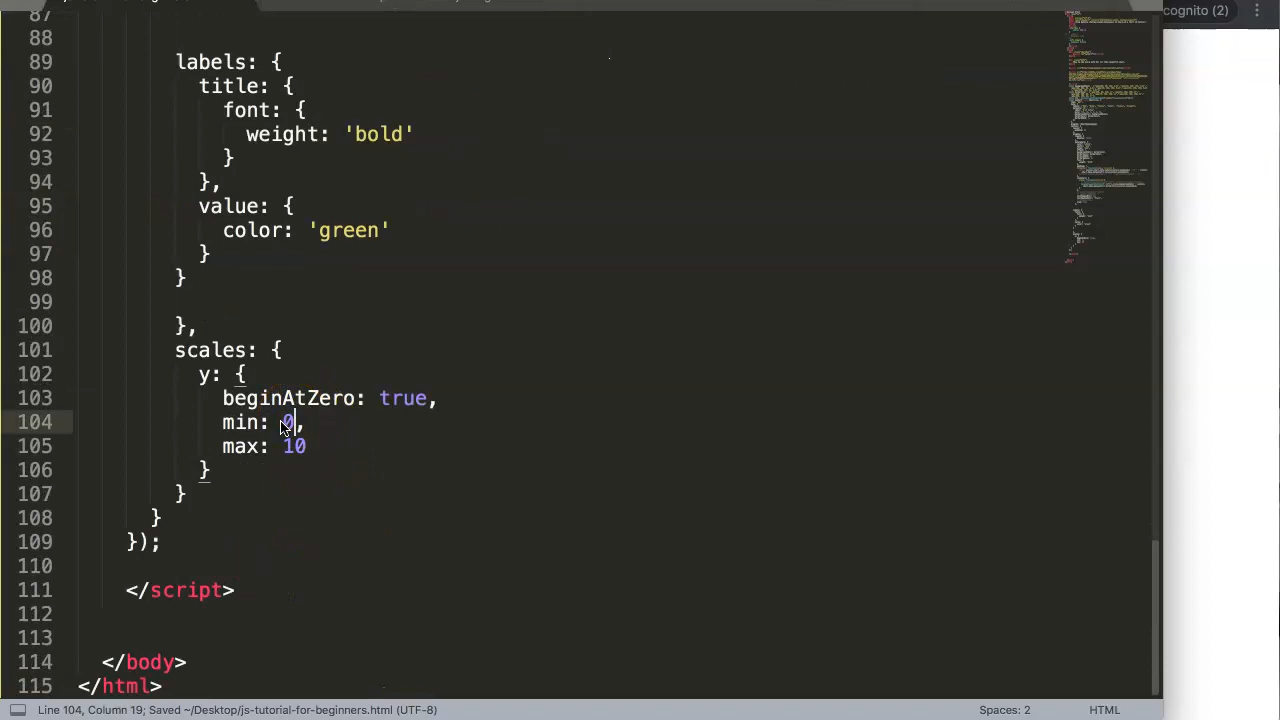 cognito (2)
87
88
89 labels: {
90 title: {
91 font: {
92 weight: 'bold'
93 }
94 },
95 value: {
96 color: 'green'
97 }
98 }
99
100 },
101 scales: {
102 y: {
103 beginAtZero: true,
104 min: 0,
105 max: 10
106 }
107 }
108 }
109 });
110
111 </script>
112
113
114 </body>
115 </html>
Line 104, Column 19; Saved ~/Desktop/js-tutorial-for-beginners.html (UTF-8)
Spaces: 2
HTML